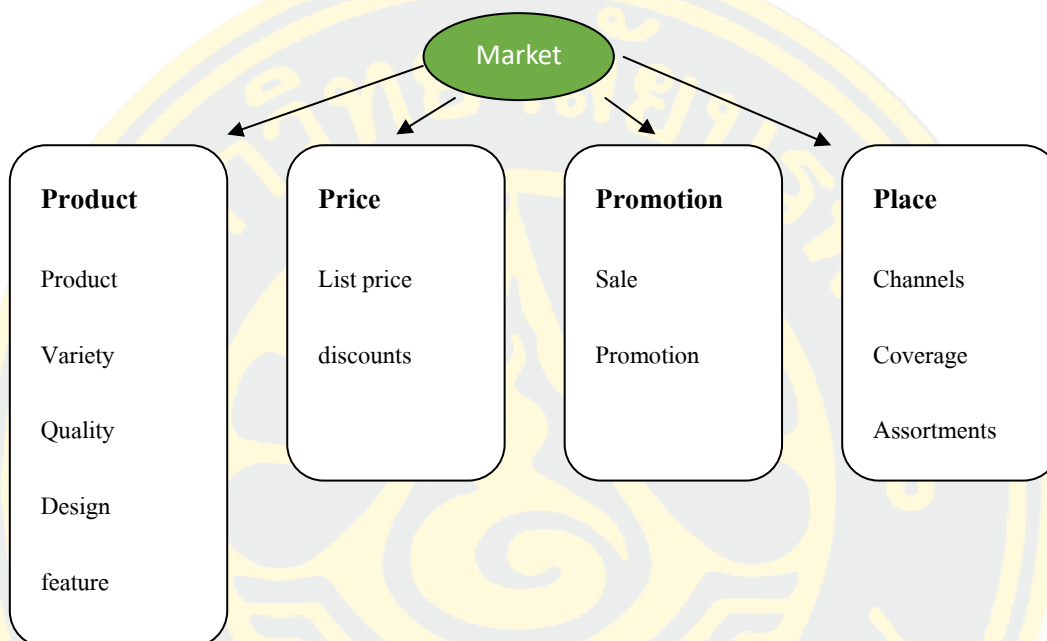 Market
Product
Product
Variety
Quality
Design
feature
Price
List price
discounts
Promotion
Sale
Promotion
Place
Channels
Coverage
Assortments